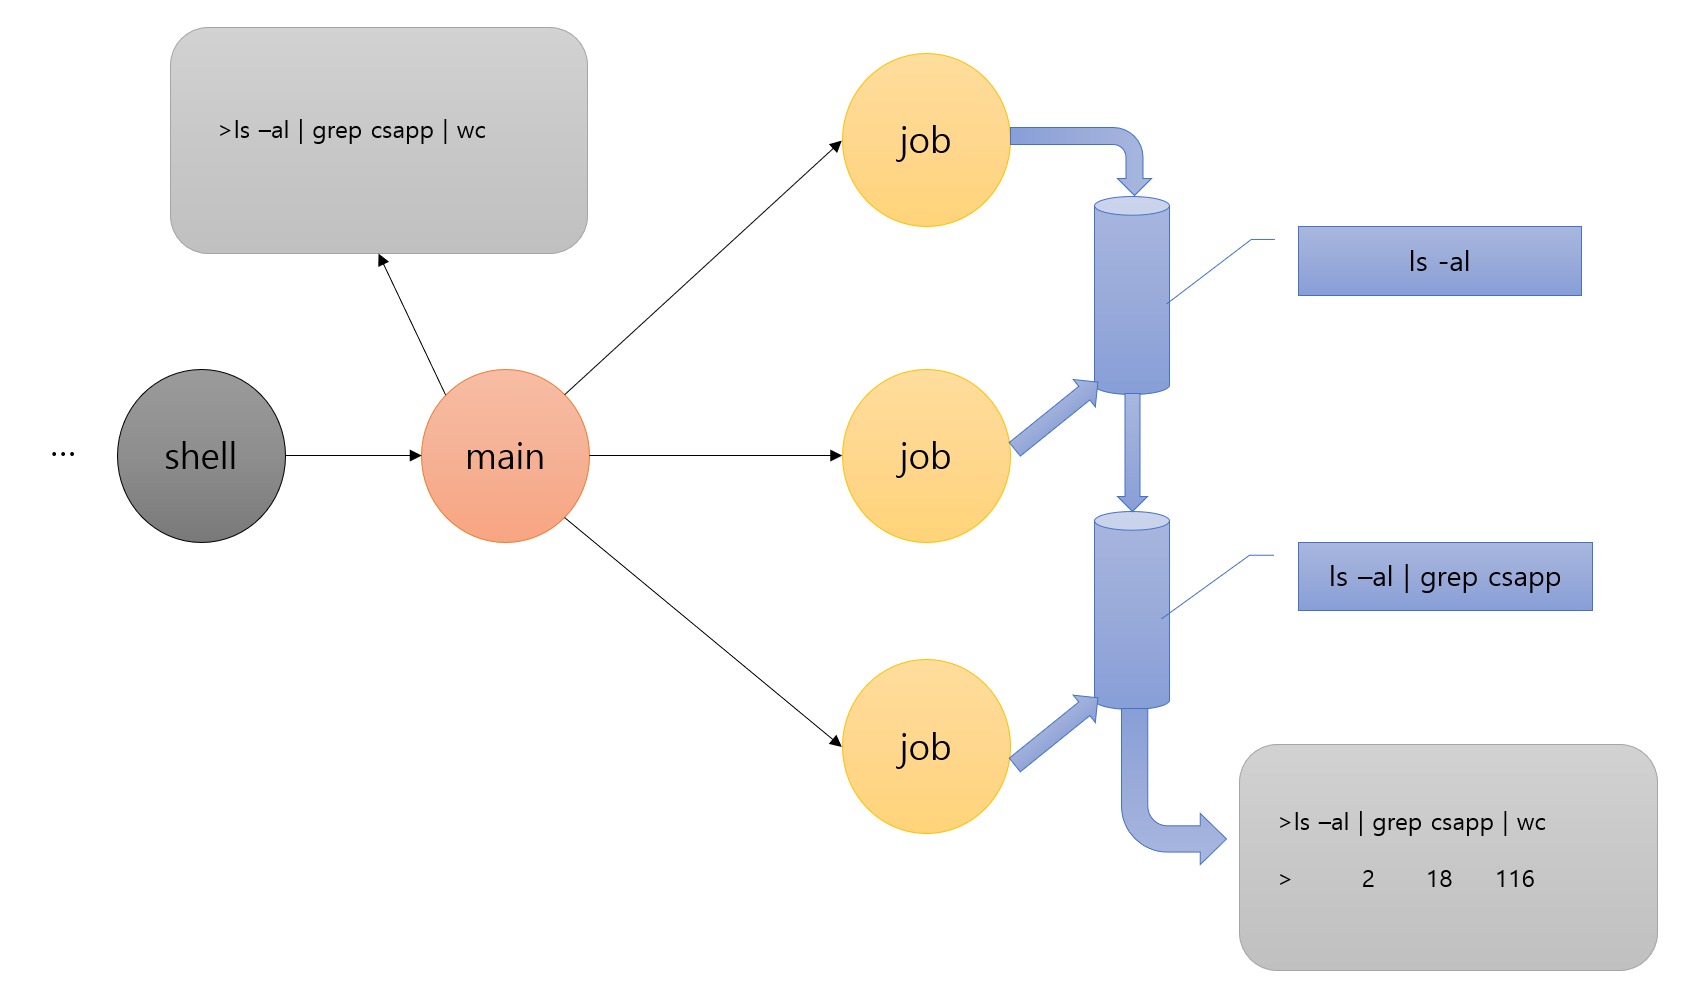 >ls –al | grep csapp | wc
job
ls -al
...
shell
main
job
ls –al | grep csapp
job
>ls –al | grep csapp | wc
> 2 18 116